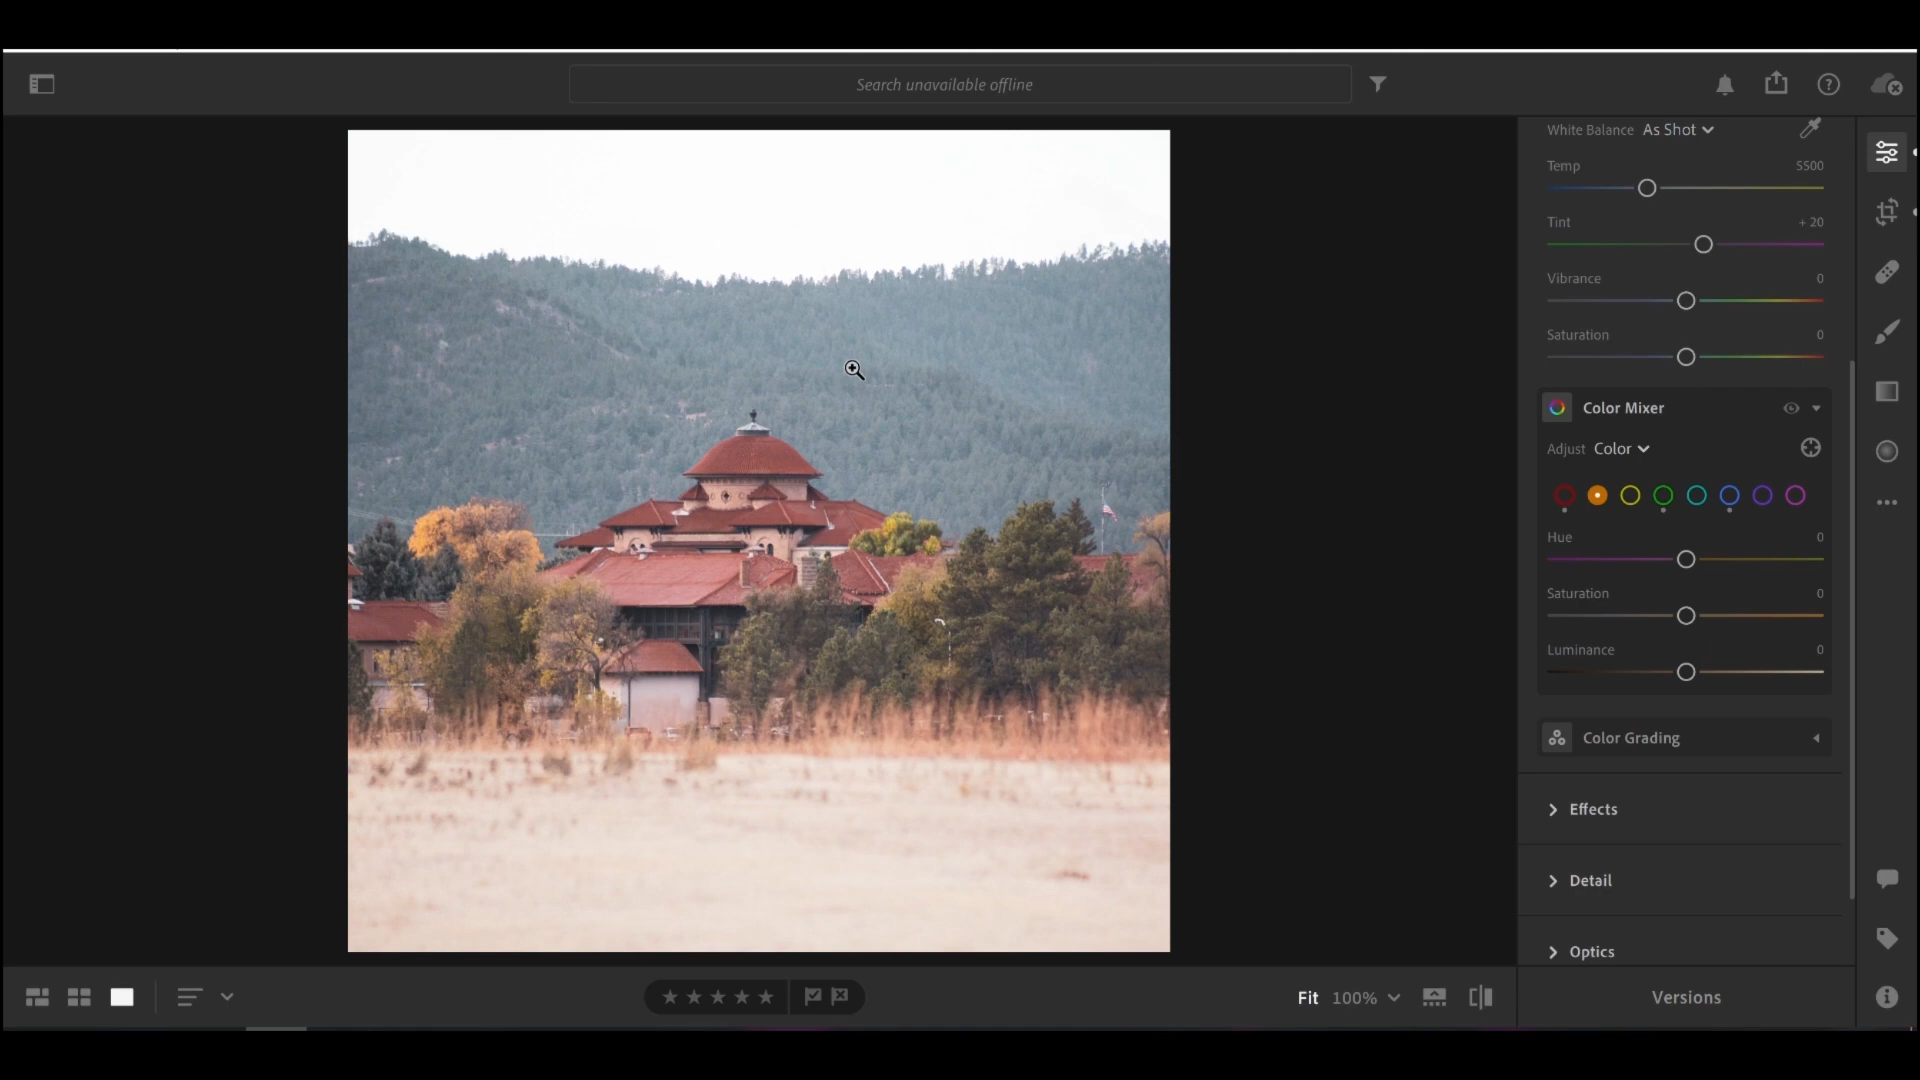 Search unavailable offline
White Balance As Shot
Temp 5500
Tint + 20
Vibrance 0
Saturation 0
Color Mixer
Adjust Color
Hue 0
Saturation 0
Luminance 0
Color Grading
Effects
Detail
Optics
Fit 100%
Versions